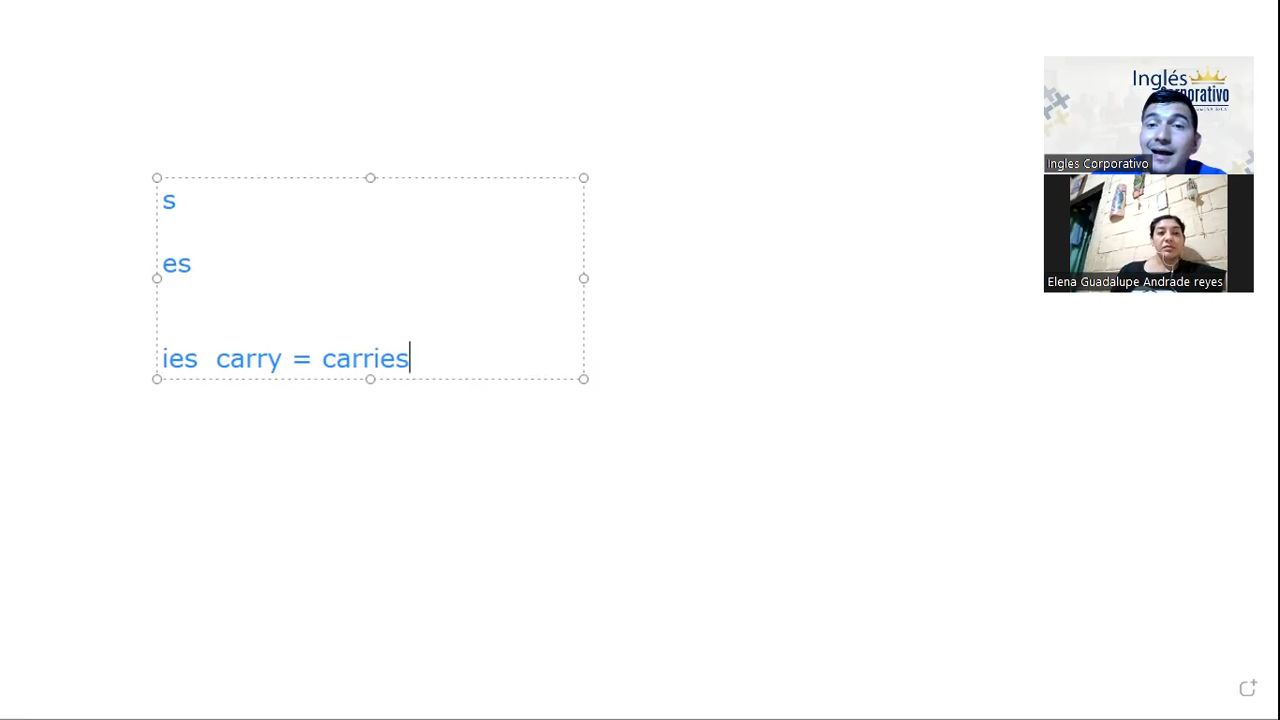 s
es
ies carry = carries
Inglés
Corporativo
Ingles Corporativo
Elena Guadalupe Andrade reyes